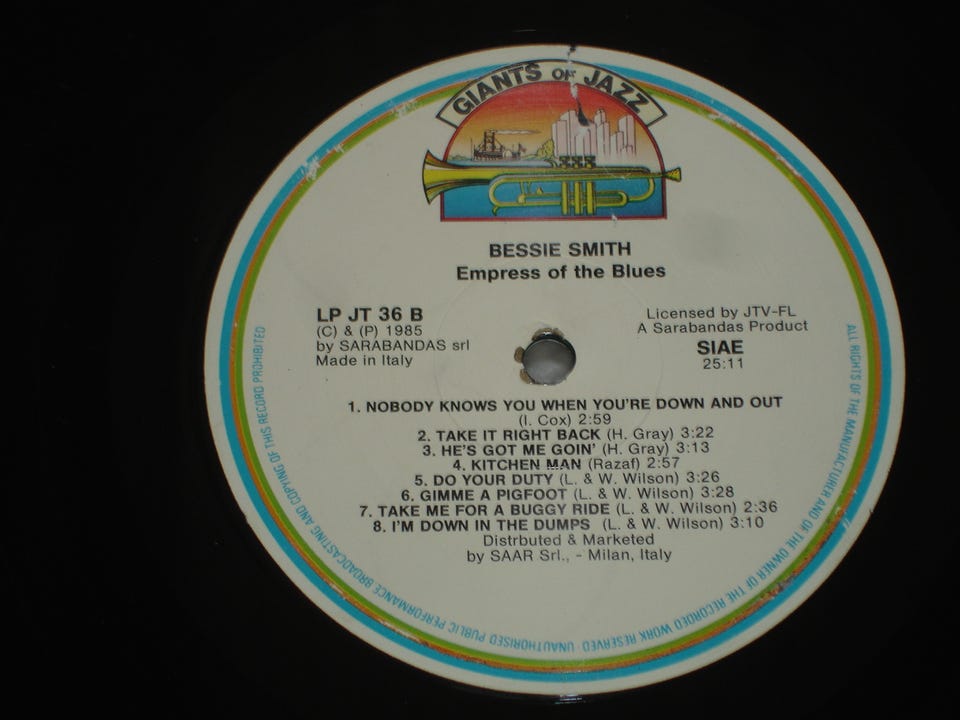 GIANTS OF JAZZ
BESSIE SMITH
Empress of the Blues
LP JT 36 B
(C) & (P) 1985
by SARABANDAS srl
Made in Italy
Licensed by JTV-FL
A Sarabandas Product
SIAE
25:11
1. NOBODY KNOWS YOU WHEN YOU'RE DOWN AND OUT
(I. Cox) 2:59
2. TAKE IT RIGHT BACK (H. Gray) 3:22
3. HE'S GOT ME GOIN' (H. Gray) 3:13
4. KITCHEN MAN (Razaf) 2:57
5. DO YOUR DUTY (L. & W. Wilson) 3:26
6. GIMME A PIGFOOT (L. & W. Wilson) 3:28
7. TAKE ME FOR A BUGGY RIDE (L. & W. Wilson) 2:36
8. I'M DOWN IN THE DUMPS (L. & W. Wilson) 3:10
Distrbuted & Marketed
by SAAR Srl., - Milan, Italy
ALL RIGHTS OF THE MANUFACTURER AND OF THE OWNER OF THE RECORDED WORK RESERVED · UNAUTHORISED PUBLIC PERFORMANCE BROADCASTING AND COPYING OF THIS RECORD PROHIBITED